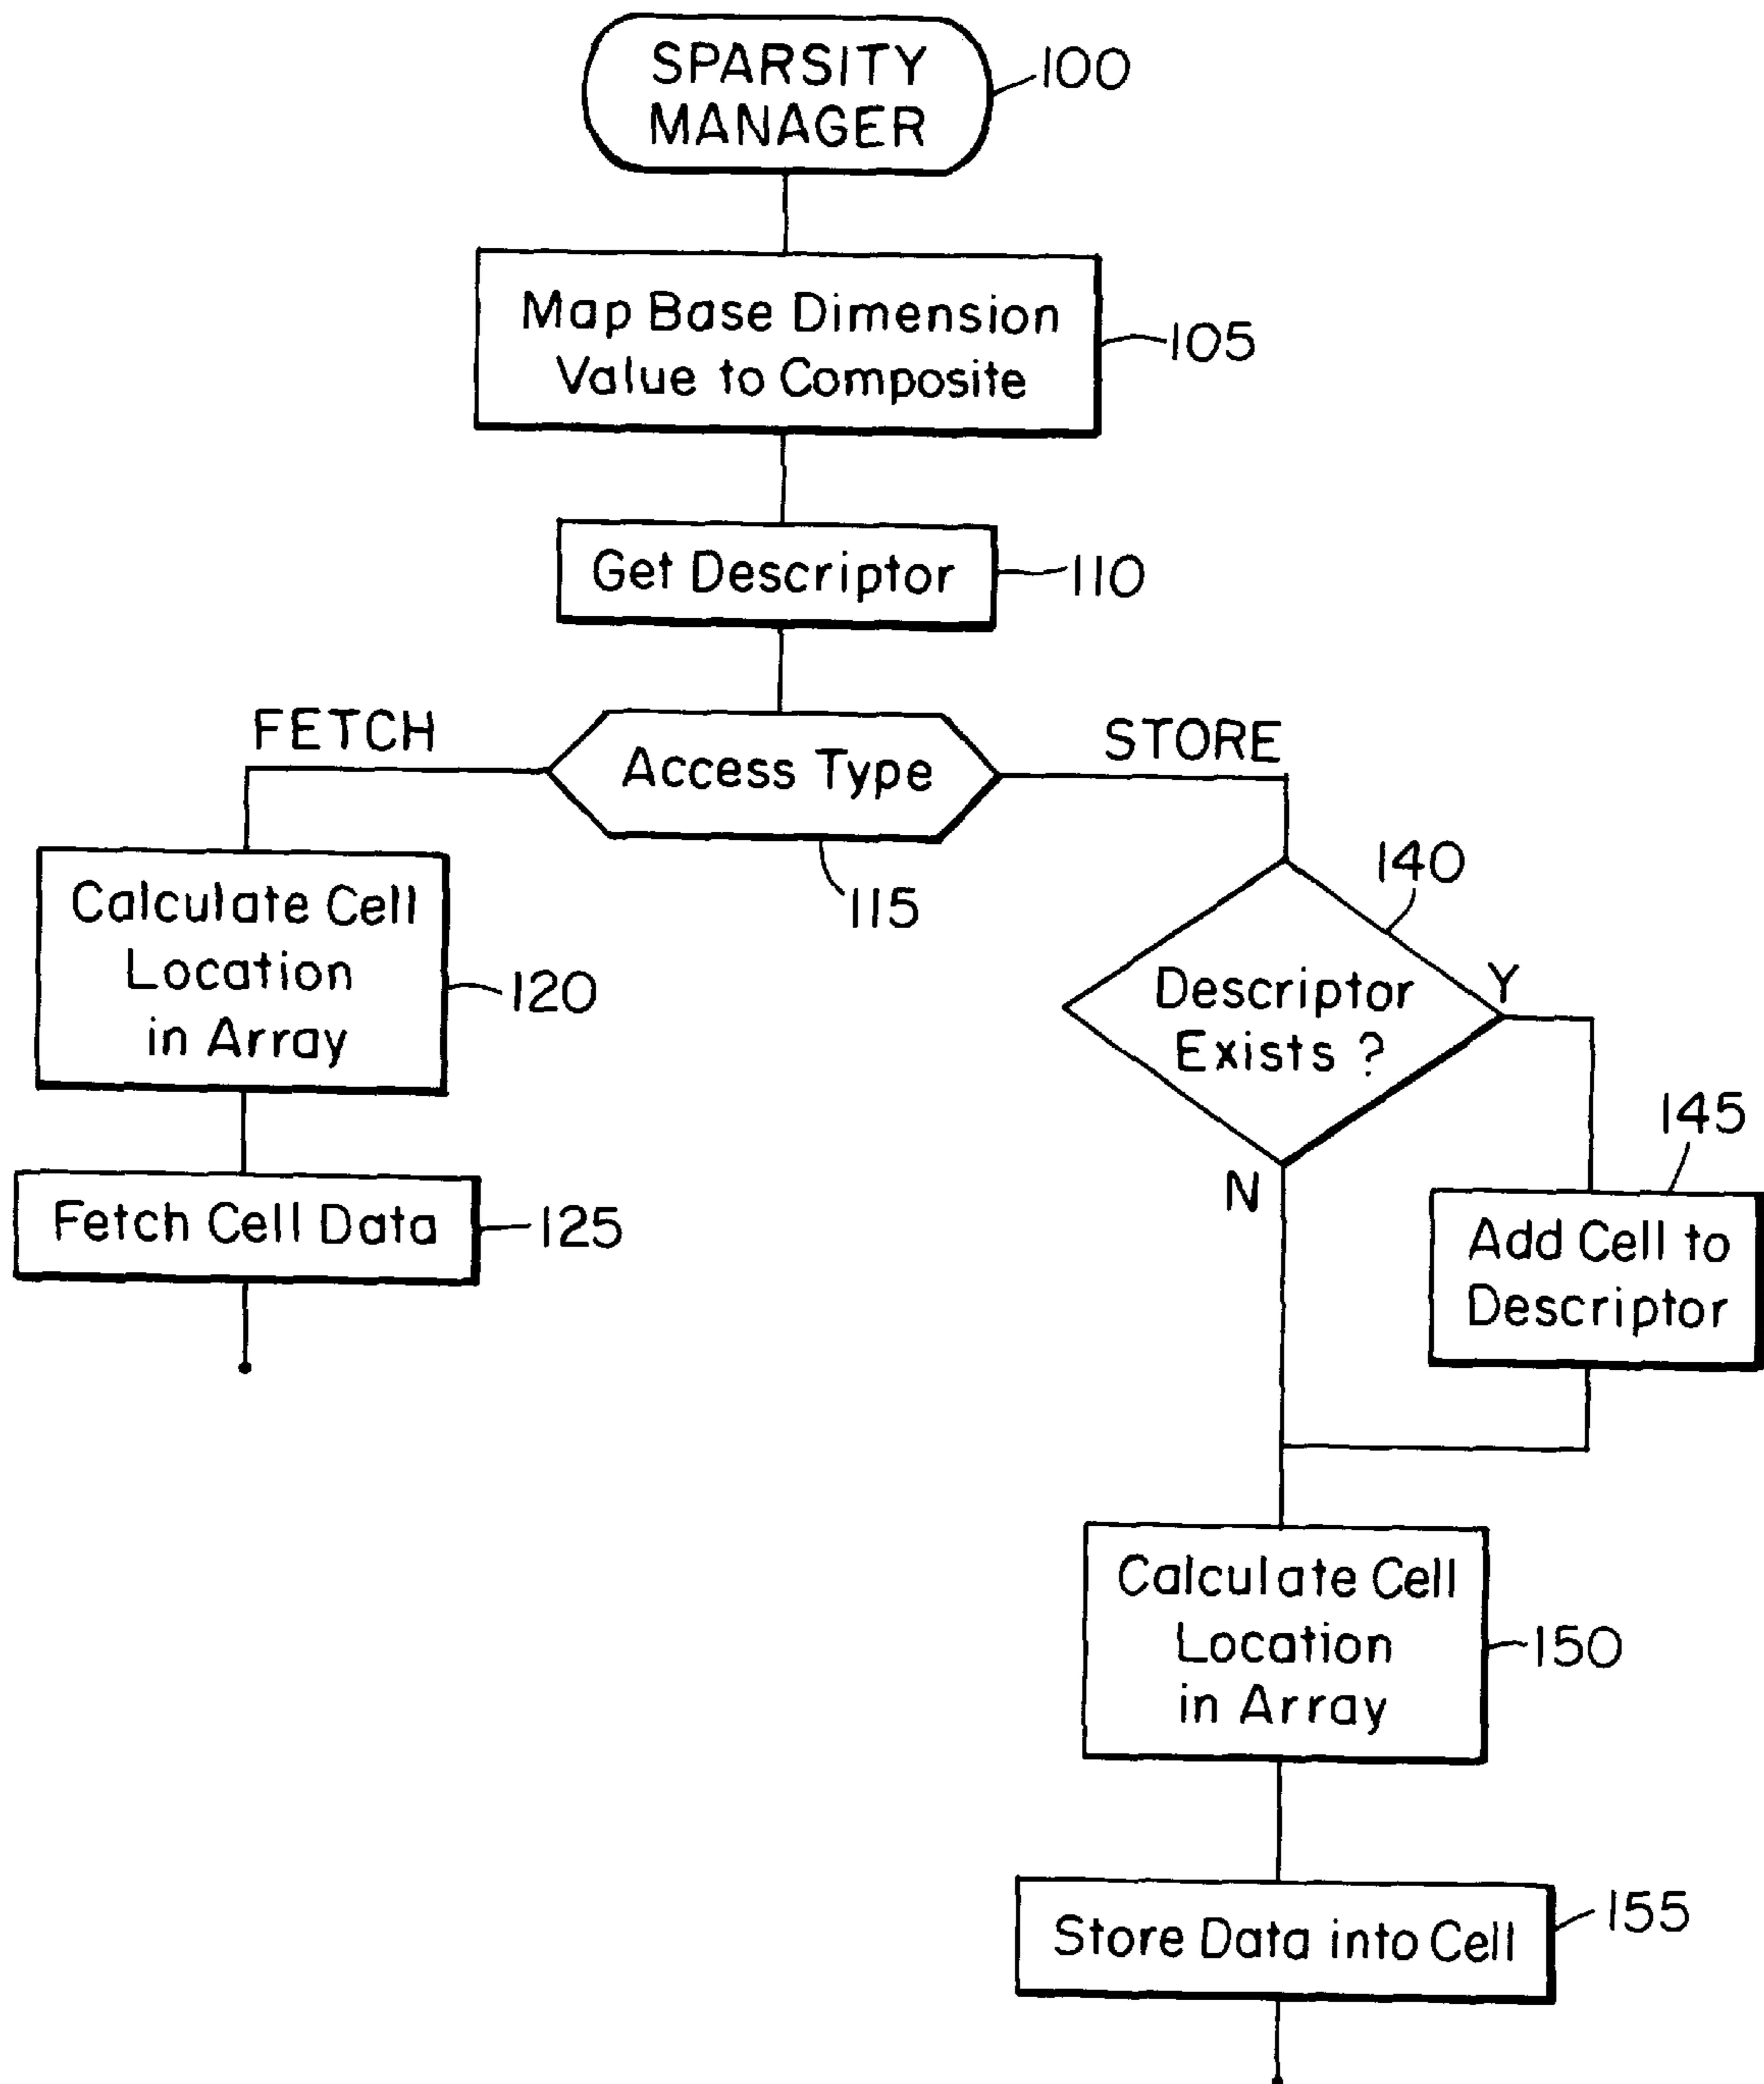 SPARSITY
MANAGER
100
Map Base Dimension
Value to Composite
105
Get Descriptor
110
FETCH
Access Type
STORE
115
Calculate Cell
Location
in Array
120
Fetch Cell Data
125
140
Descriptor
Exists ?
Y
N
145
Add Cell to
Descriptor
Calculate Cell
Location
in Array
150
Store Data into Cell
155